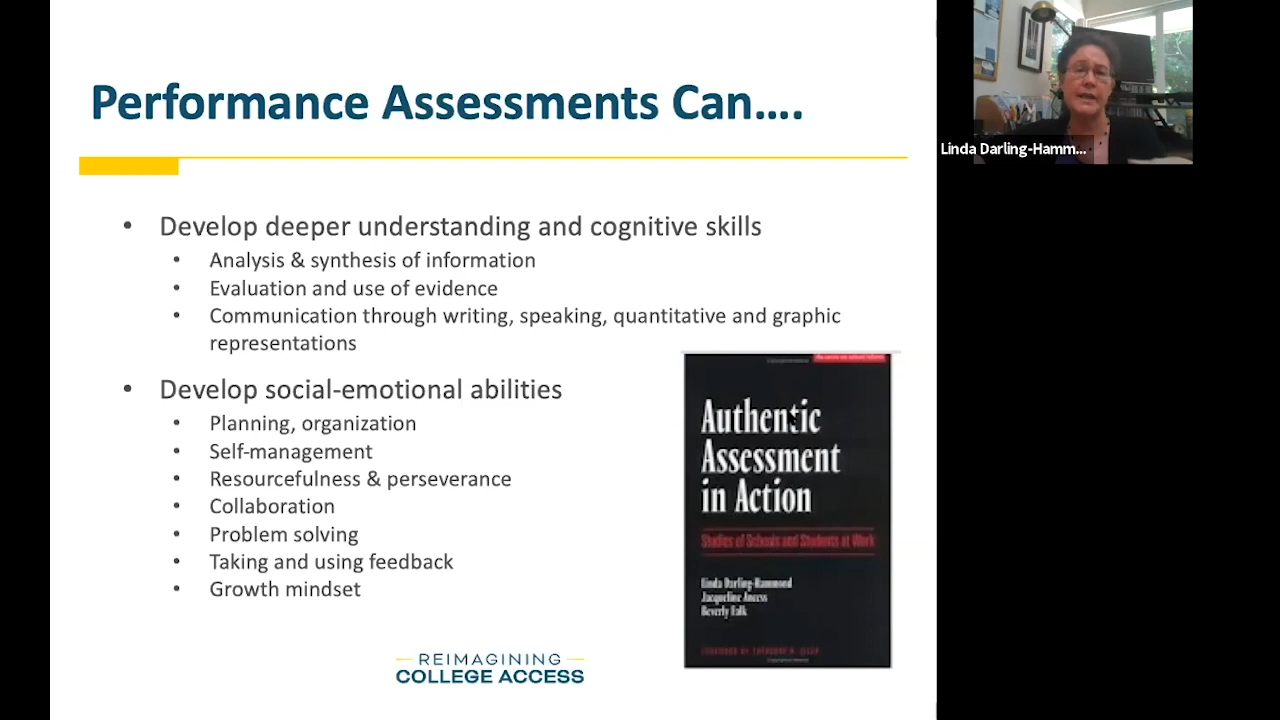 Performance Assessments Can....
Linda Darling-Hamm...
• Develop deeper understanding and cognitive skills
• Analysis & synthesis of information
• Evaluation and use of evidence
• Communication through writing, speaking, quantitative and graphic
representations
• Develop social-emotional abilities
• Planning, organization
• Self-management
• Resourcefulness & perseverance
• Collaboration
• Problem solving
• Taking and using feedback
• Growth mindset
Authentic
Assessment
in Action
Studies of Schools and Students at Work
Linda Darling-Hammond
Jacqueline Ancess
Beverly Falk
REIMAGINING
COLLEGE ACCESS